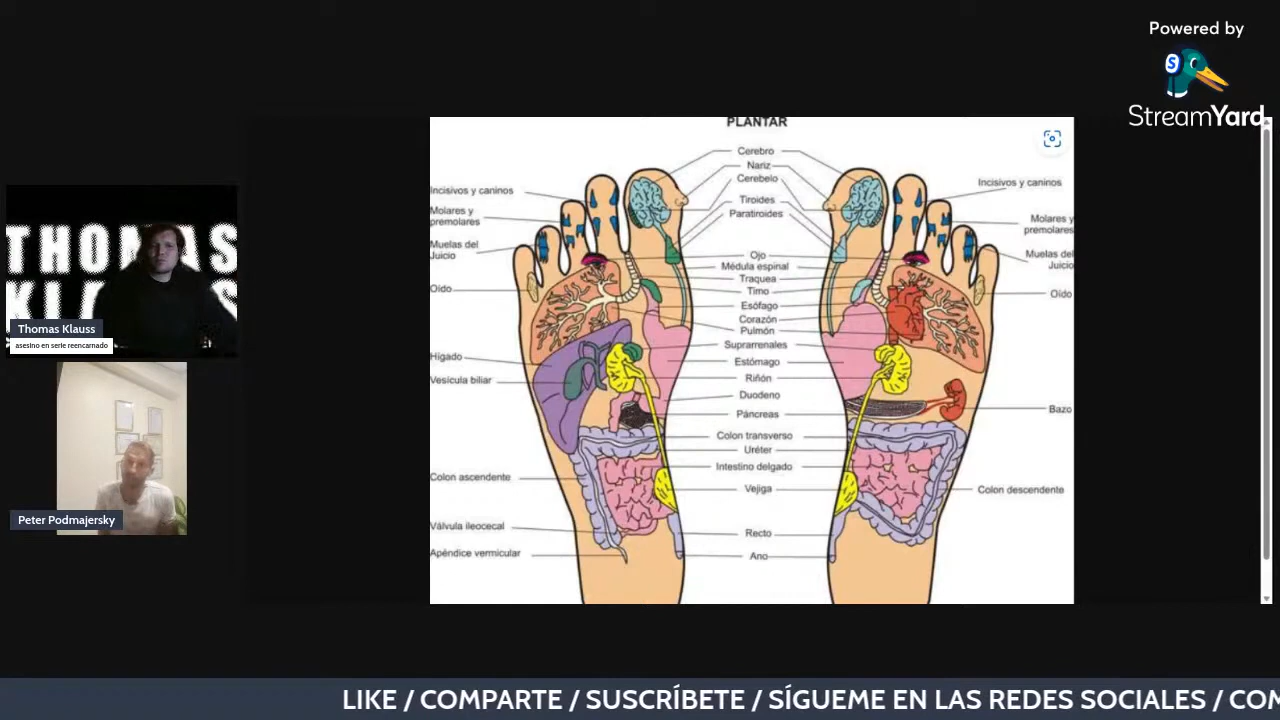 Powered by
StreamYard
THOMAS
Thomas Klauss
asesino en serie reencarnado
Peter Podmajersky
PLANTAR
Incisivos y caninos
Molares y
premolares
Muelas del
Juicio
Oído
Hígado
Vesícula biliar
Colon ascendente
Válvula ileocecal
Apéndice vermicular
Cerebro
Nariz
Cerebelo
Tiroides
Paratiroides
Ojo
Médula espinal
Traquea
Timo
Esófago
Corazón
Pulmón
Suprarrenales
Estómago
Riñón
Duodeno
Páncreas
Colon transverso
Uréter
Intestino delgado
Vejiga
Recto
Ano
Incisivos y caninos
Molares y
premolares
Muelas del
Juicio
Oído
Bazo
Colon descendente
LIKE / COMPARTE / SUSCRÍBETE / SÍGUEME EN LAS REDES SOCIALES / COM